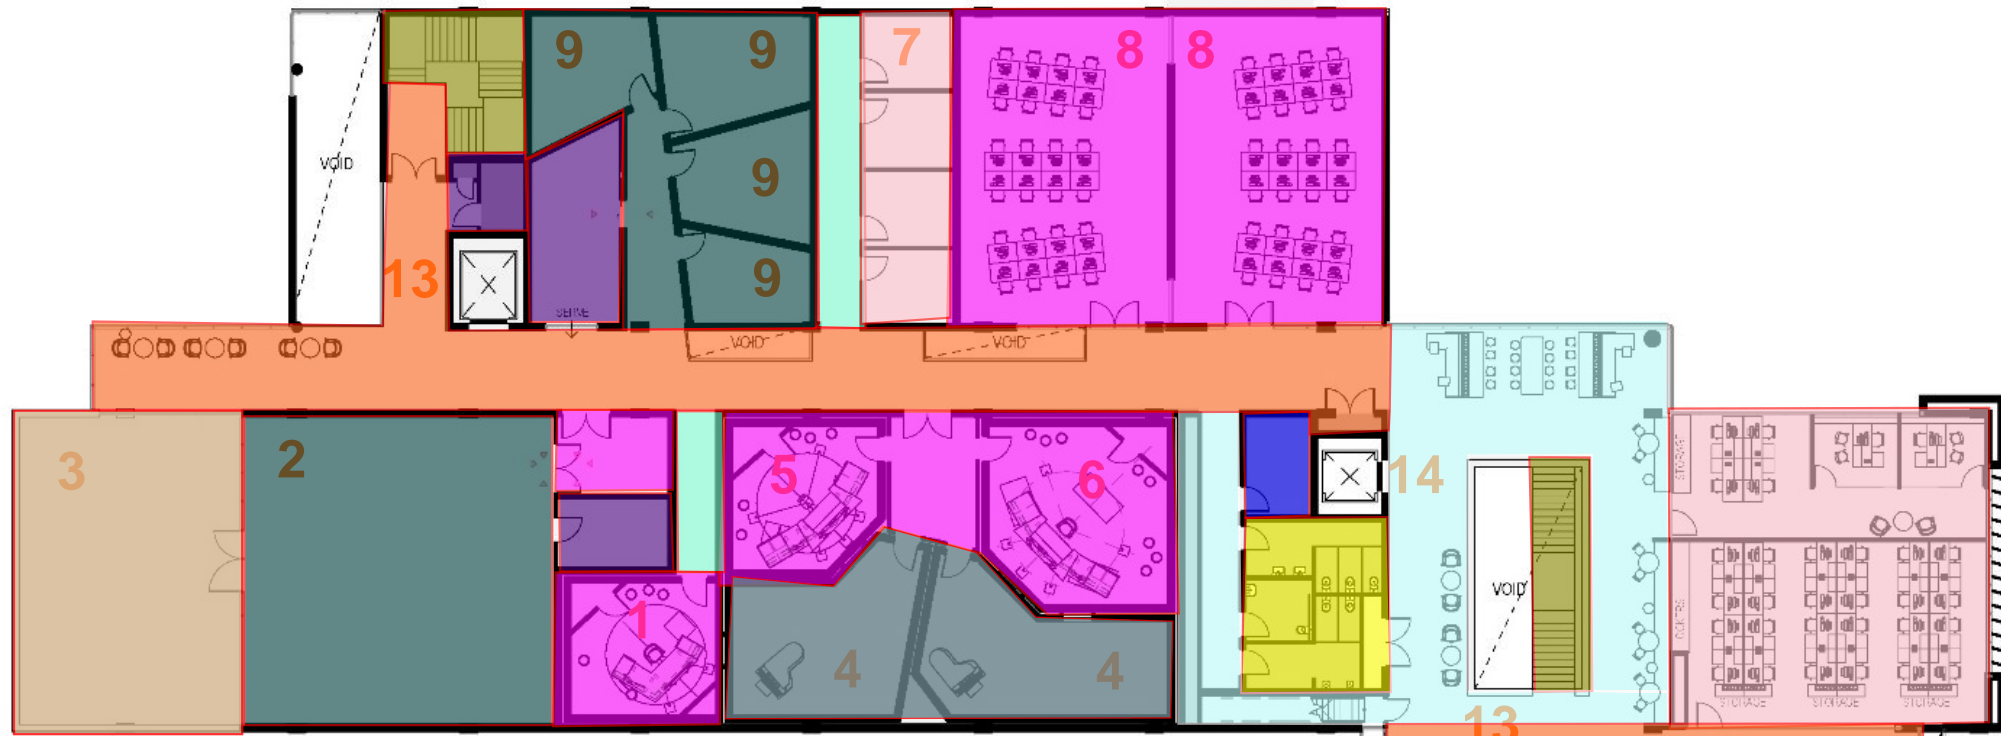 9 9 7 8 8
VOID
9
13 9
SERVE
VOID VOID
3 2 5 6 14
STORAGE
VOID
1 4 4
STORAGE STORAGE STORAGE
13